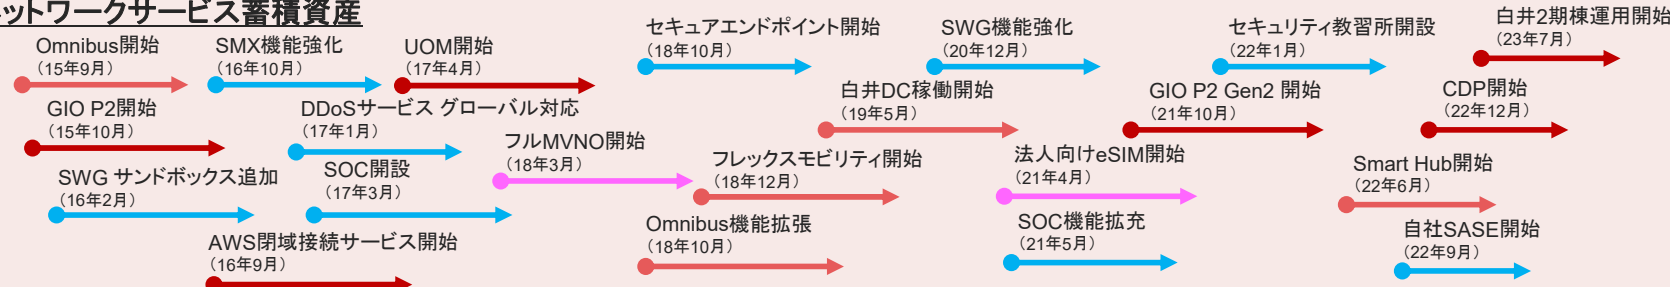 ットワークサービス蓄積資産
Omnibus開始
（15年9月）
SMX機能強化
（16年10月）
UOM開始
（17年4月）
セキュアエンドポイント開始
（18年10月）
SWG機能強化
（20年12月）
セキュリティ教習所開設
（22年1月）
白井2期棟運用開始
（23年7月）
GIO P2開始
（15年10月）
DDoSサービス グローバル対応
（17年1月）
白井DC稼働開始
（19年5月）
GIO P2 Gen2 開始
（21年10月）
CDP開始
（22年12月）
SWG サンドボックス追加
（16年2月）
SOC開設
（17年3月）
フルMVNO開始
（18年3月）
フレックスモビリティ開始
（18年12月）
法人向けeSIM開始
（21年4月）
Smart Hub開始
（22年6月）
AWS閉域接続サービス開始
（16年9月）
Omnibus機能拡張
（18年10月）
SOC機能拡充
（21年5月）
自社SASE開始
（22年9月）